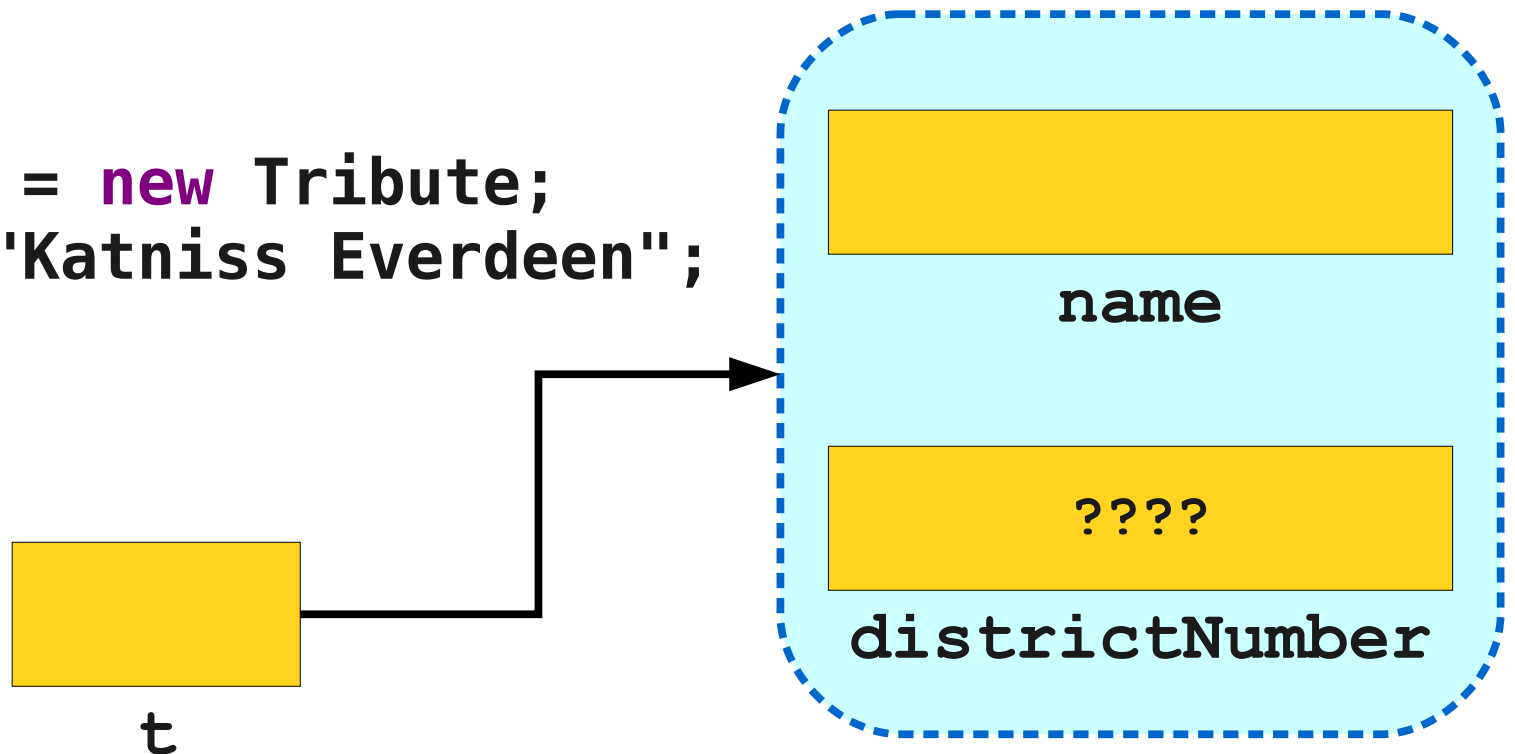 = new Tribute;
"Katniss Everdeen";
name
????
districtNumber
t